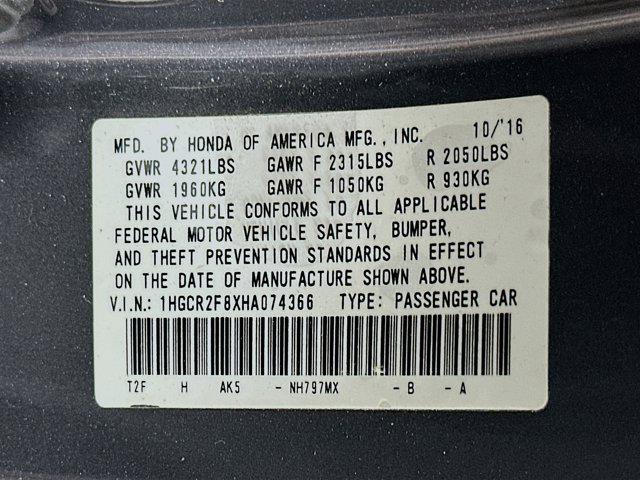 MFD. BY HONDA OF AMERICA MFG., INC. 10/'16
GVWR 4321LBS GAWR F 2315LBS R 2050LBS
GVWR 1960KG GAWR F 1050KG R 930KG
THIS VEHICLE CONFORMS TO ALL APPLICABLE
FEDERAL MOTOR VEHICLE SAFETY, BUMPER,
AND THEFT PREVENTION STANDARDS IN EFFECT
ON THE DATE OF MANUFACTURE SHOWN ABOVE.
V.I.N.: 1HGCR2F8XHA074366 TYPE: PASSENGER CAR
T2F H AK5 - NH797MX - B - A